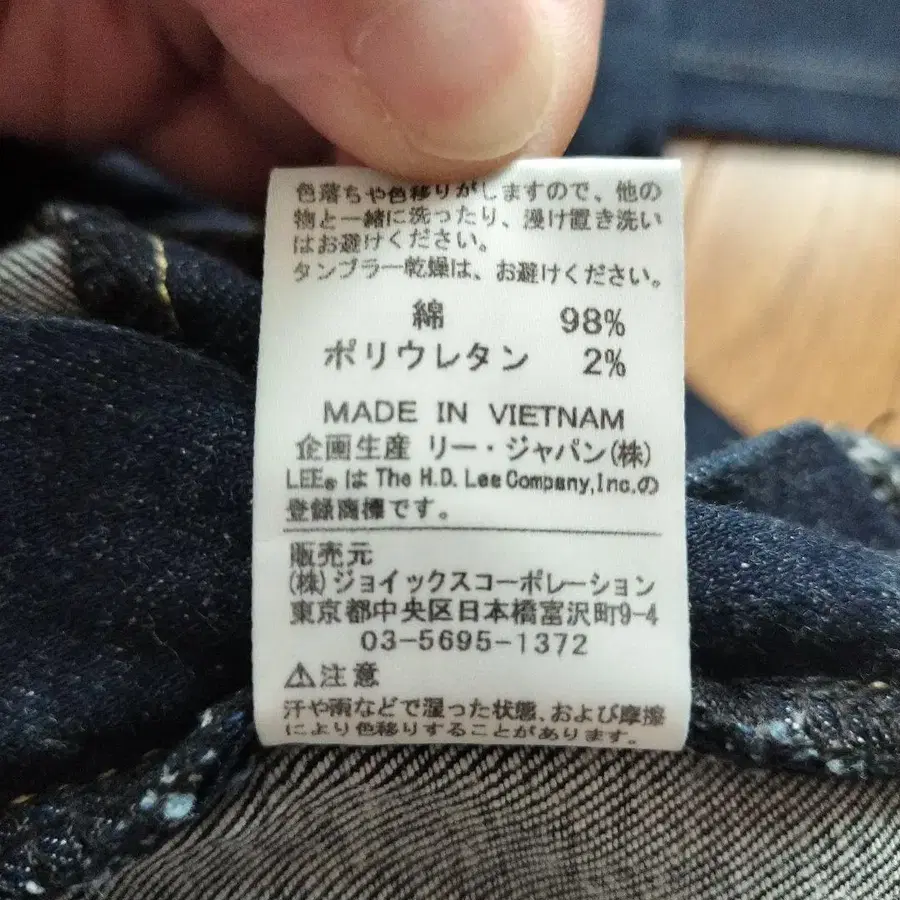 色落ちや色移りがしますので、他の
物と一緒に洗ったり、浸け置き洗い
はお避けください。
タンブラー乾燥は、お避けください。
綿 98%
ポリウレタン 2%
MADE IN VIETNAM
企画生産 リー・ジャパン(株)
LEE®は The H.D. Lee Company,Inc.の
登録商標です。
販売元
(株)ジョイックスコーポレーション
東京都中央区日本橋富沢町9-4
03-5695-1372
⚠注意
汗や雨などで湿った状態、および摩擦
により色移りすることがあります。